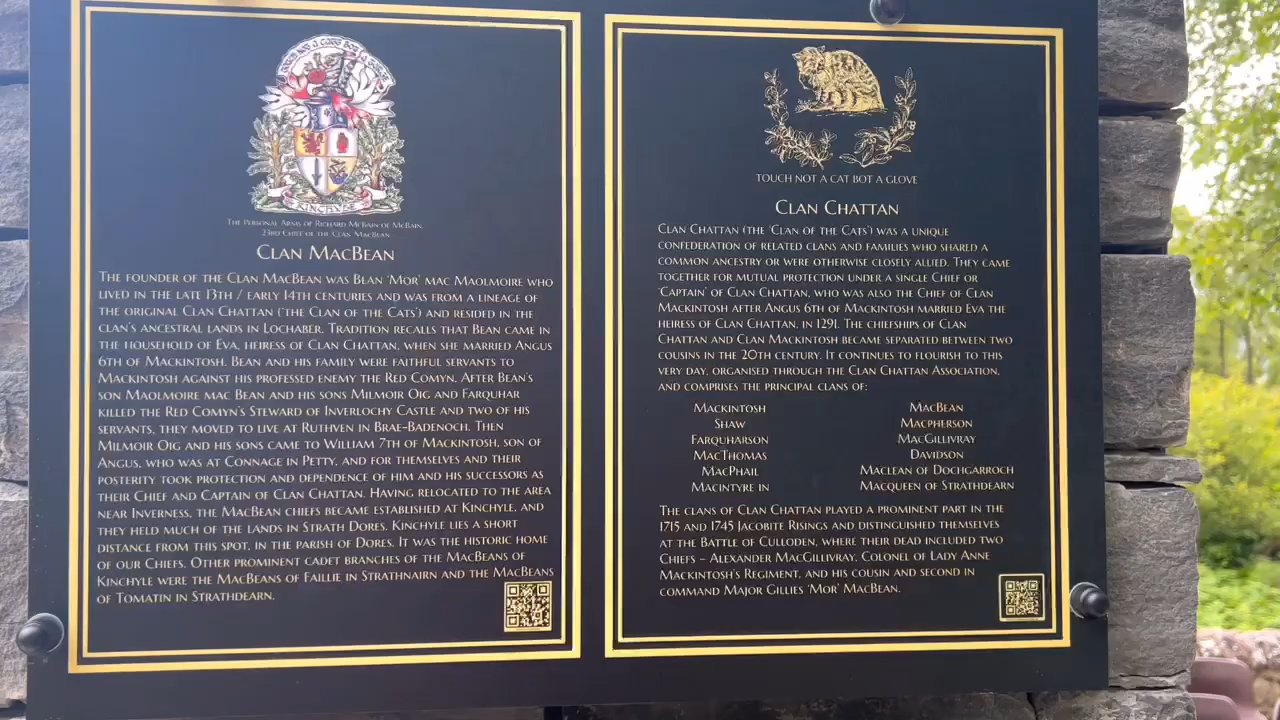 TOUCH NOT A CAT BOT A GLOVE
KINCHYLE
The Personal Arms of Richard McBain of McBain,
23rd Chief of the Clan MacBean
Clan MacBean
The founder of the Clan MacBean was Bean 'Mor' mac Maolmoire who
lived in the late 13th / early 14th centuries and was from a lineage of
the original Clan Chattan ('the Clan of the Cats') and resided in the
clan's ancestral lands in Lochaber. Tradition recalls that Bean came in
the household of Eva, heiress of Clan Chattan, when she married Angus
6th of Mackintosh. Bean and his family were faithful servants to
Mackintosh against his professed enemy the Red Comyn. After Bean's
son Maolmoire mac Bean and his sons Milmoir Oig and Farquhar
killed the Red Comyn's Steward of Inverlochy Castle and two of his
servants, they moved to live at Ruthven in Brae-Badenoch. Then
Milmoir Oig and his sons came to William 7th of Mackintosh, son of
Angus, who was at Connage in Petty, and for themselves and their
posterity took protection and dependence of him and his successors as
their Chief and Captain of Clan Chattan. Having relocated to the area
near Inverness, the MacBean chiefs became established at Kinchyle, and
they held much of the lands in Strath Dores. Kinchyle lies a short
distance from this spot, in the parish of Dores. It was the historic home
of our Chiefs. Other prominent cadet branches of the MacBeans of
Kinchyle were the MacBeans of Faillie in Strathnairn and the MacBeans
of Tomatin in Strathdearn.
TOUCH NOT A CAT BOT A GLOVE
Clan Chattan
Clan Chattan (the 'Clan of the Cats') was a unique
confederation of related clans and families who shared a
common ancestry or were otherwise closely allied. They came
together for mutual protection under a single Chief or
'Captain' of Clan Chattan, who was also the Chief of Clan
Mackintosh after Angus 6th of Mackintosh married Eva the
heiress of Clan Chattan, in 1291. The chiefships of Clan
Chattan and Clan Mackintosh became separated between two
cousins in the 20th century. It continues to flourish to this
very day, organised through the Clan Chattan Association,
and comprises the principal clans of:
Mackintosh MacBean
Shaw Macpherson
Farquharson MacGillivray
MacThomas Davidson
MacPhail Maclean of Dochgarroch
Macintyre in Macqueen of Strathdearn
The clans of Clan Chattan played a prominent part in the
1715 and 1745 Jacobite Risings and distinguished themselves
at the Battle of Culloden, where their dead included two
Chiefs – Alexander MacGillivray, Colonel of Lady Anne
Mackintosh's Regiment, and his cousin and second in
command Major Gillies 'Mor' MacBean.